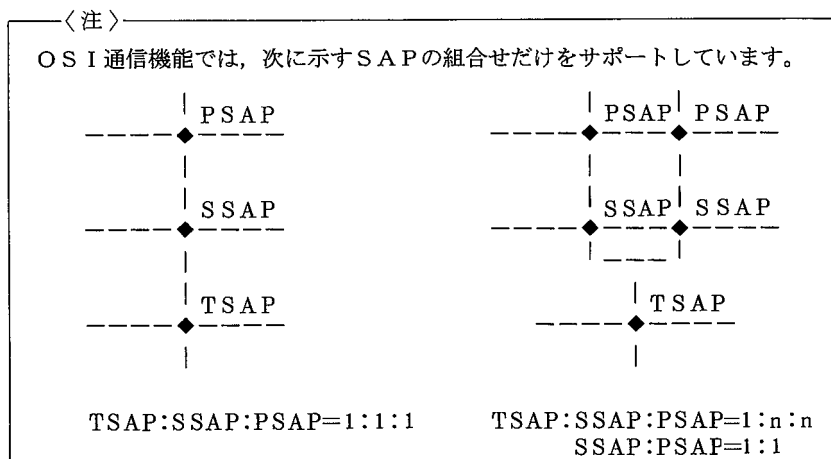 〈注〉
OSI通信機能では,次に示すSAPの組合せだけをサポートしています。
PSAP
PSAP PSAP
SSAP
SSAP SSAP
TSAP
TSAP
TSAP:SSAP:PSAP=1:1:1
TSAP:SSAP:PSAP=1:n:n
SSAP:PSAP=1:1